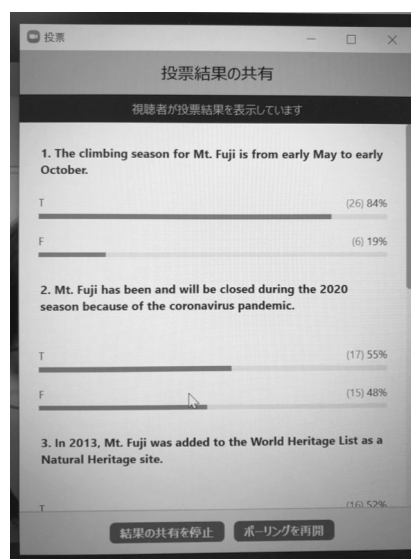 投票
投票結果の共有
視聴者が投票結果を表示しています
1. The climbing season for Mt. Fuji is from early May to early
October.
T (26) 84%
F (6) 19%
2. Mt. Fuji has been and will be closed during the 2020
season because of the coronavirus pandemic.
T (17) 55%
F (15) 48%
3. In 2013, Mt. Fuji was added to the World Heritage List as a
Natural Heritage site.
T (16) 52%
結果の共有を停止 ポーリングを再開